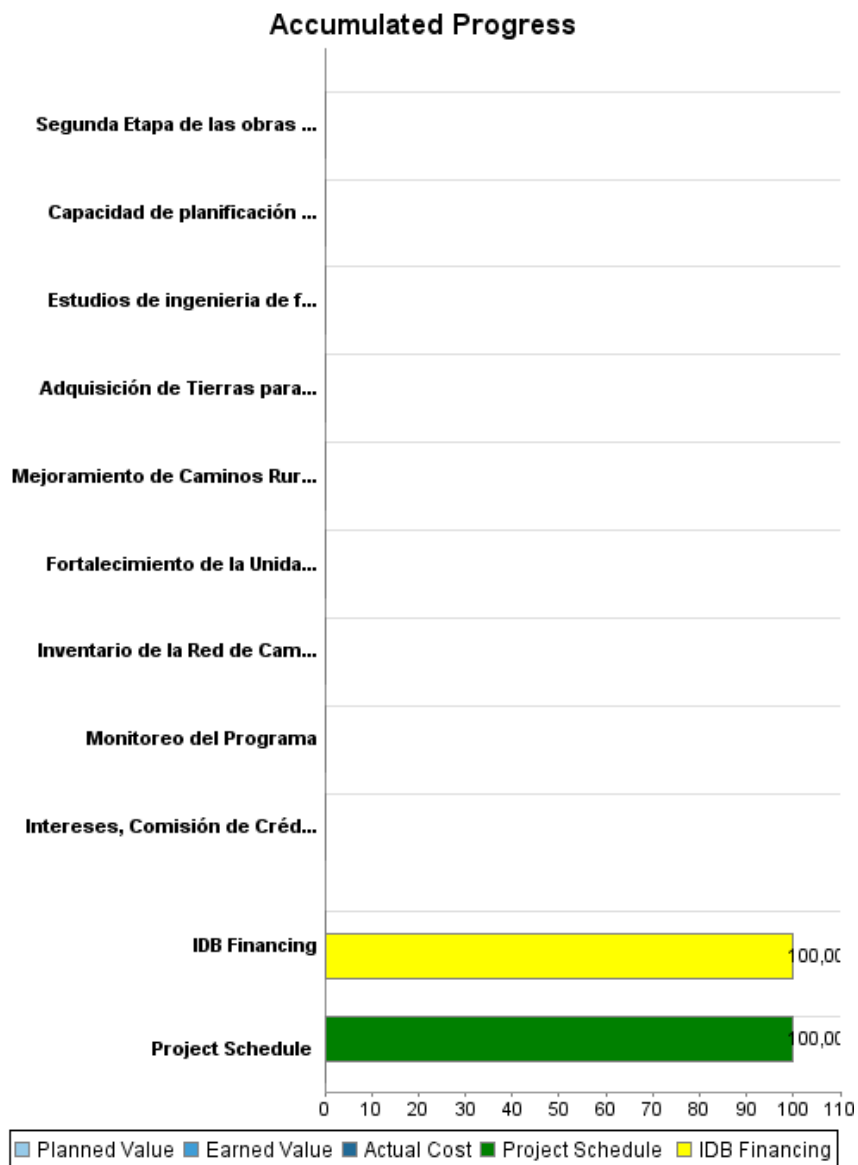 Accumulated Progress
Segunda Etapa de las obras ...
Capacidad de planificación ...
Estudios de ingenieria de f...
Adquisición de Tierras para...
Mejoramiento de Caminos Rur...
Fortalecimiento de la Unida...
Inventario de la Red de Cam...
Monitoreo del Programa
Intereses, Comisión de Créd...
IDB Financing 100,00
Project Schedule 100,00
0 10 20 30 40 50 60 70 80 90 100 110
Planned Value Earned Value Actual Cost Project Schedule IDB Financing